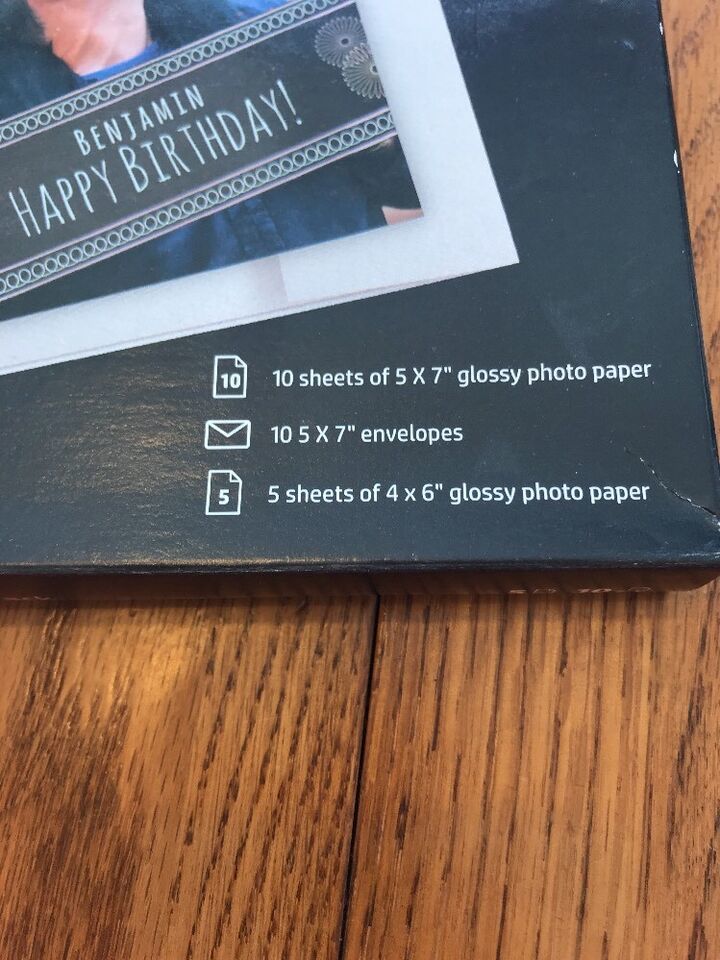 BENJAMIN
HAPPY BIRTHDAY!
10 10 sheets of 5 X 7" glossy photo paper
10 5 X 7" envelopes
5 5 sheets of 4 x 6" glossy photo paper